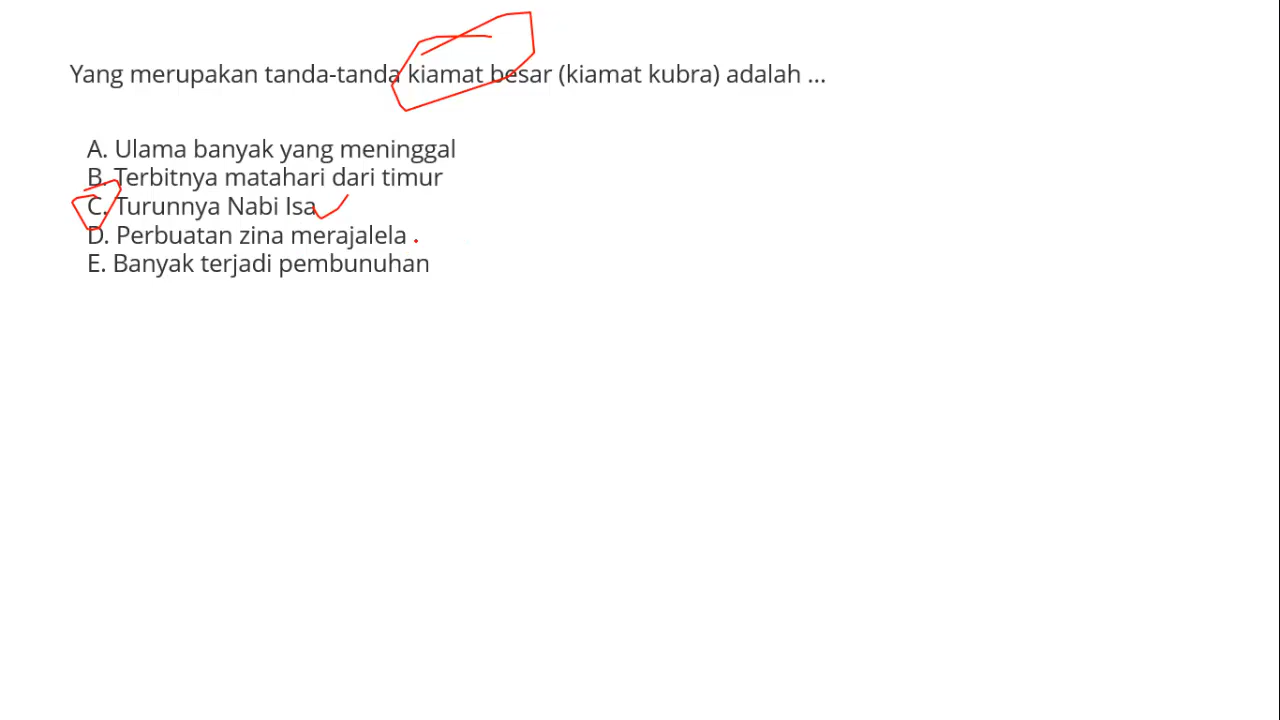 Yang merupakan tanda-tanda kiamat besar (kiamat kubra) adalah ...
A. Ulama banyak yang meninggal
B. Terbitnya matahari dari timur
C. Turunnya Nabi Isa
D. Perbuatan zina merajalela
E. Banyak terjadi pembunuhan